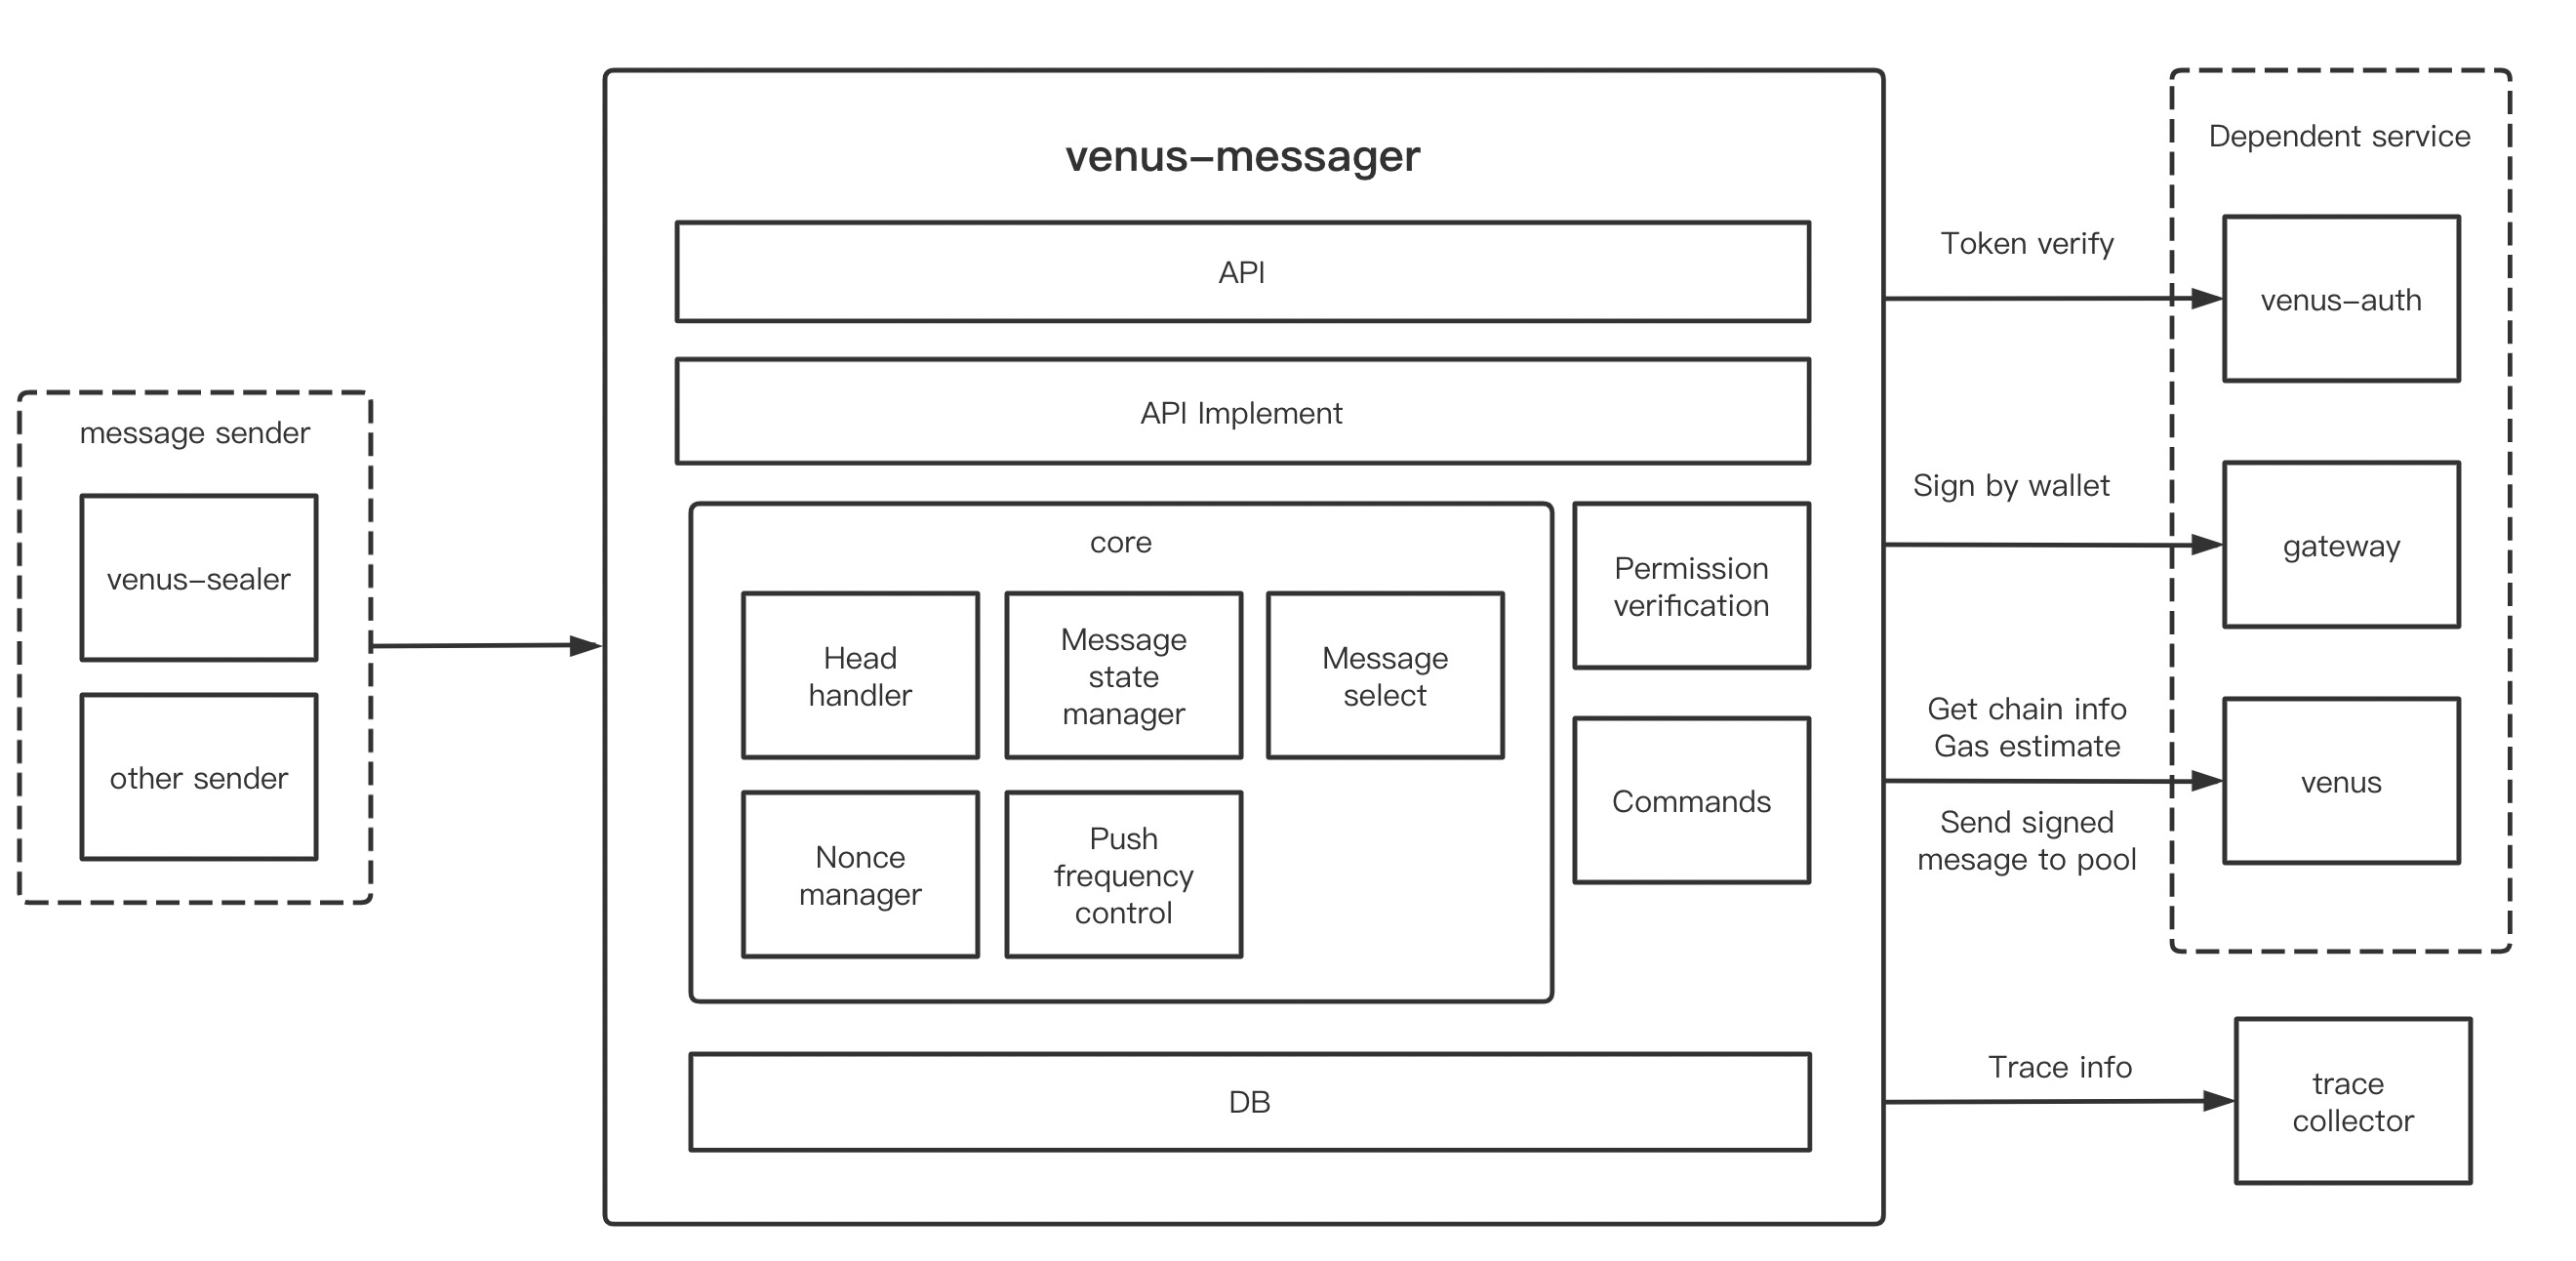 message sender
venus–sealer
other sender
venus–messager
API
API Implement
core
Head
handler
Message
state
manager
Message
select
Nonce
manager
Push
frequency
control
Permission
verification
Commands
DB
Token verify
Sign by wallet
Get chain info
Gas estimate
Send signed
mesage to pool
Trace info
Dependent service
venus–auth
gateway
venus
trace
collector